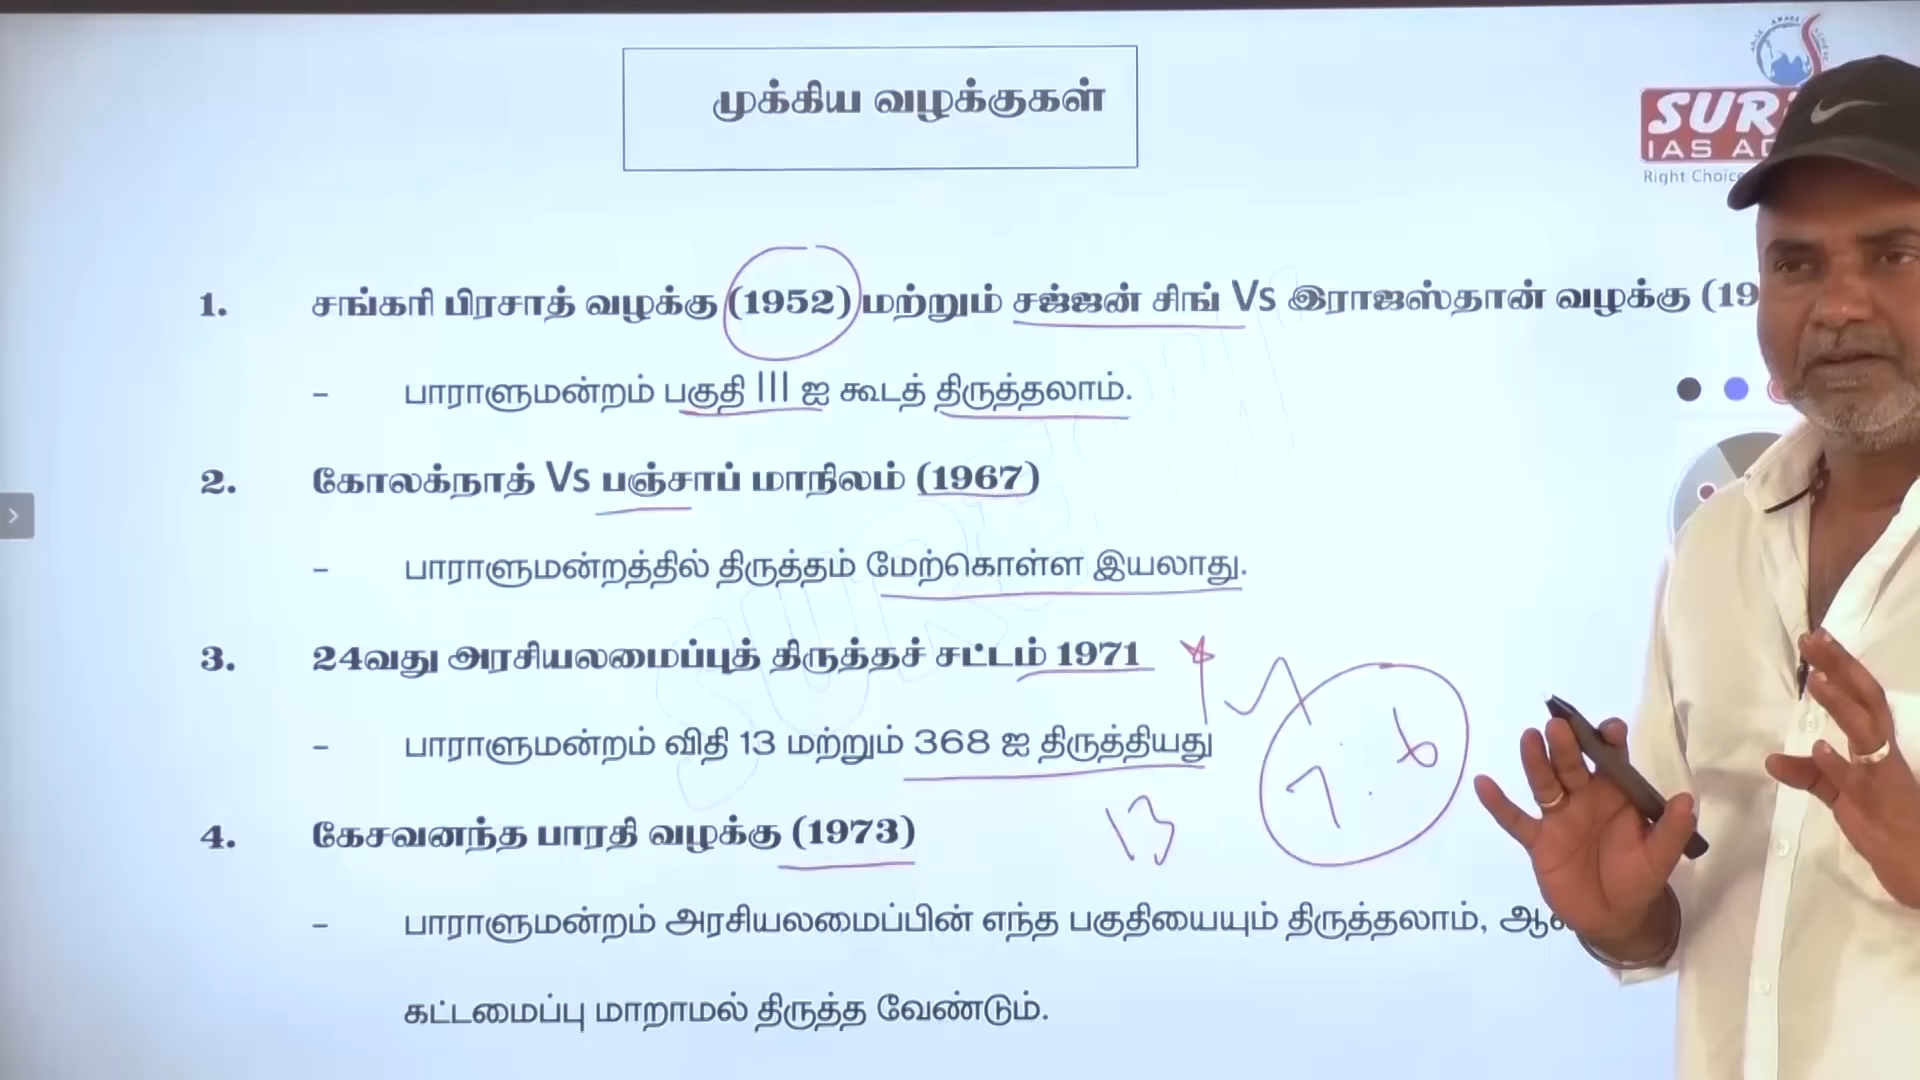 முக்கிய வழக்குகள்
SUR
IAS AC
Right Choice
1. சங்கரி பிரசாத் வழக்கு (1952) மற்றும் சஜ்ஜன் சிங் Vs இராஜஸ்தான் வழக்கு (19
- பாராளுமன்றம் பகுதி III ஐ கூடத் திருத்தலாம்.
2. கோலக்நாத் Vs பஞ்சாப் மாநிலம் (1967)
- பாராளுமன்றத்தில் திருத்தம் மேற்கொள்ள இயலாது.
3. 24வது அரசியலமைப்புத் திருத்தச் சட்டம் 1971
- பாராளுமன்றம் விதி 13 மற்றும் 368 ஐ திருத்தியது
7:6
13
4. கேசவனந்த பாரதி வழக்கு (1973)
- பாராளுமன்றம் அரசியலமைப்பின் எந்த பகுதியையும் திருத்தலாம்,
கட்டமைப்பு மாறாமல் திருத்த வேண்டும்.
SURESH